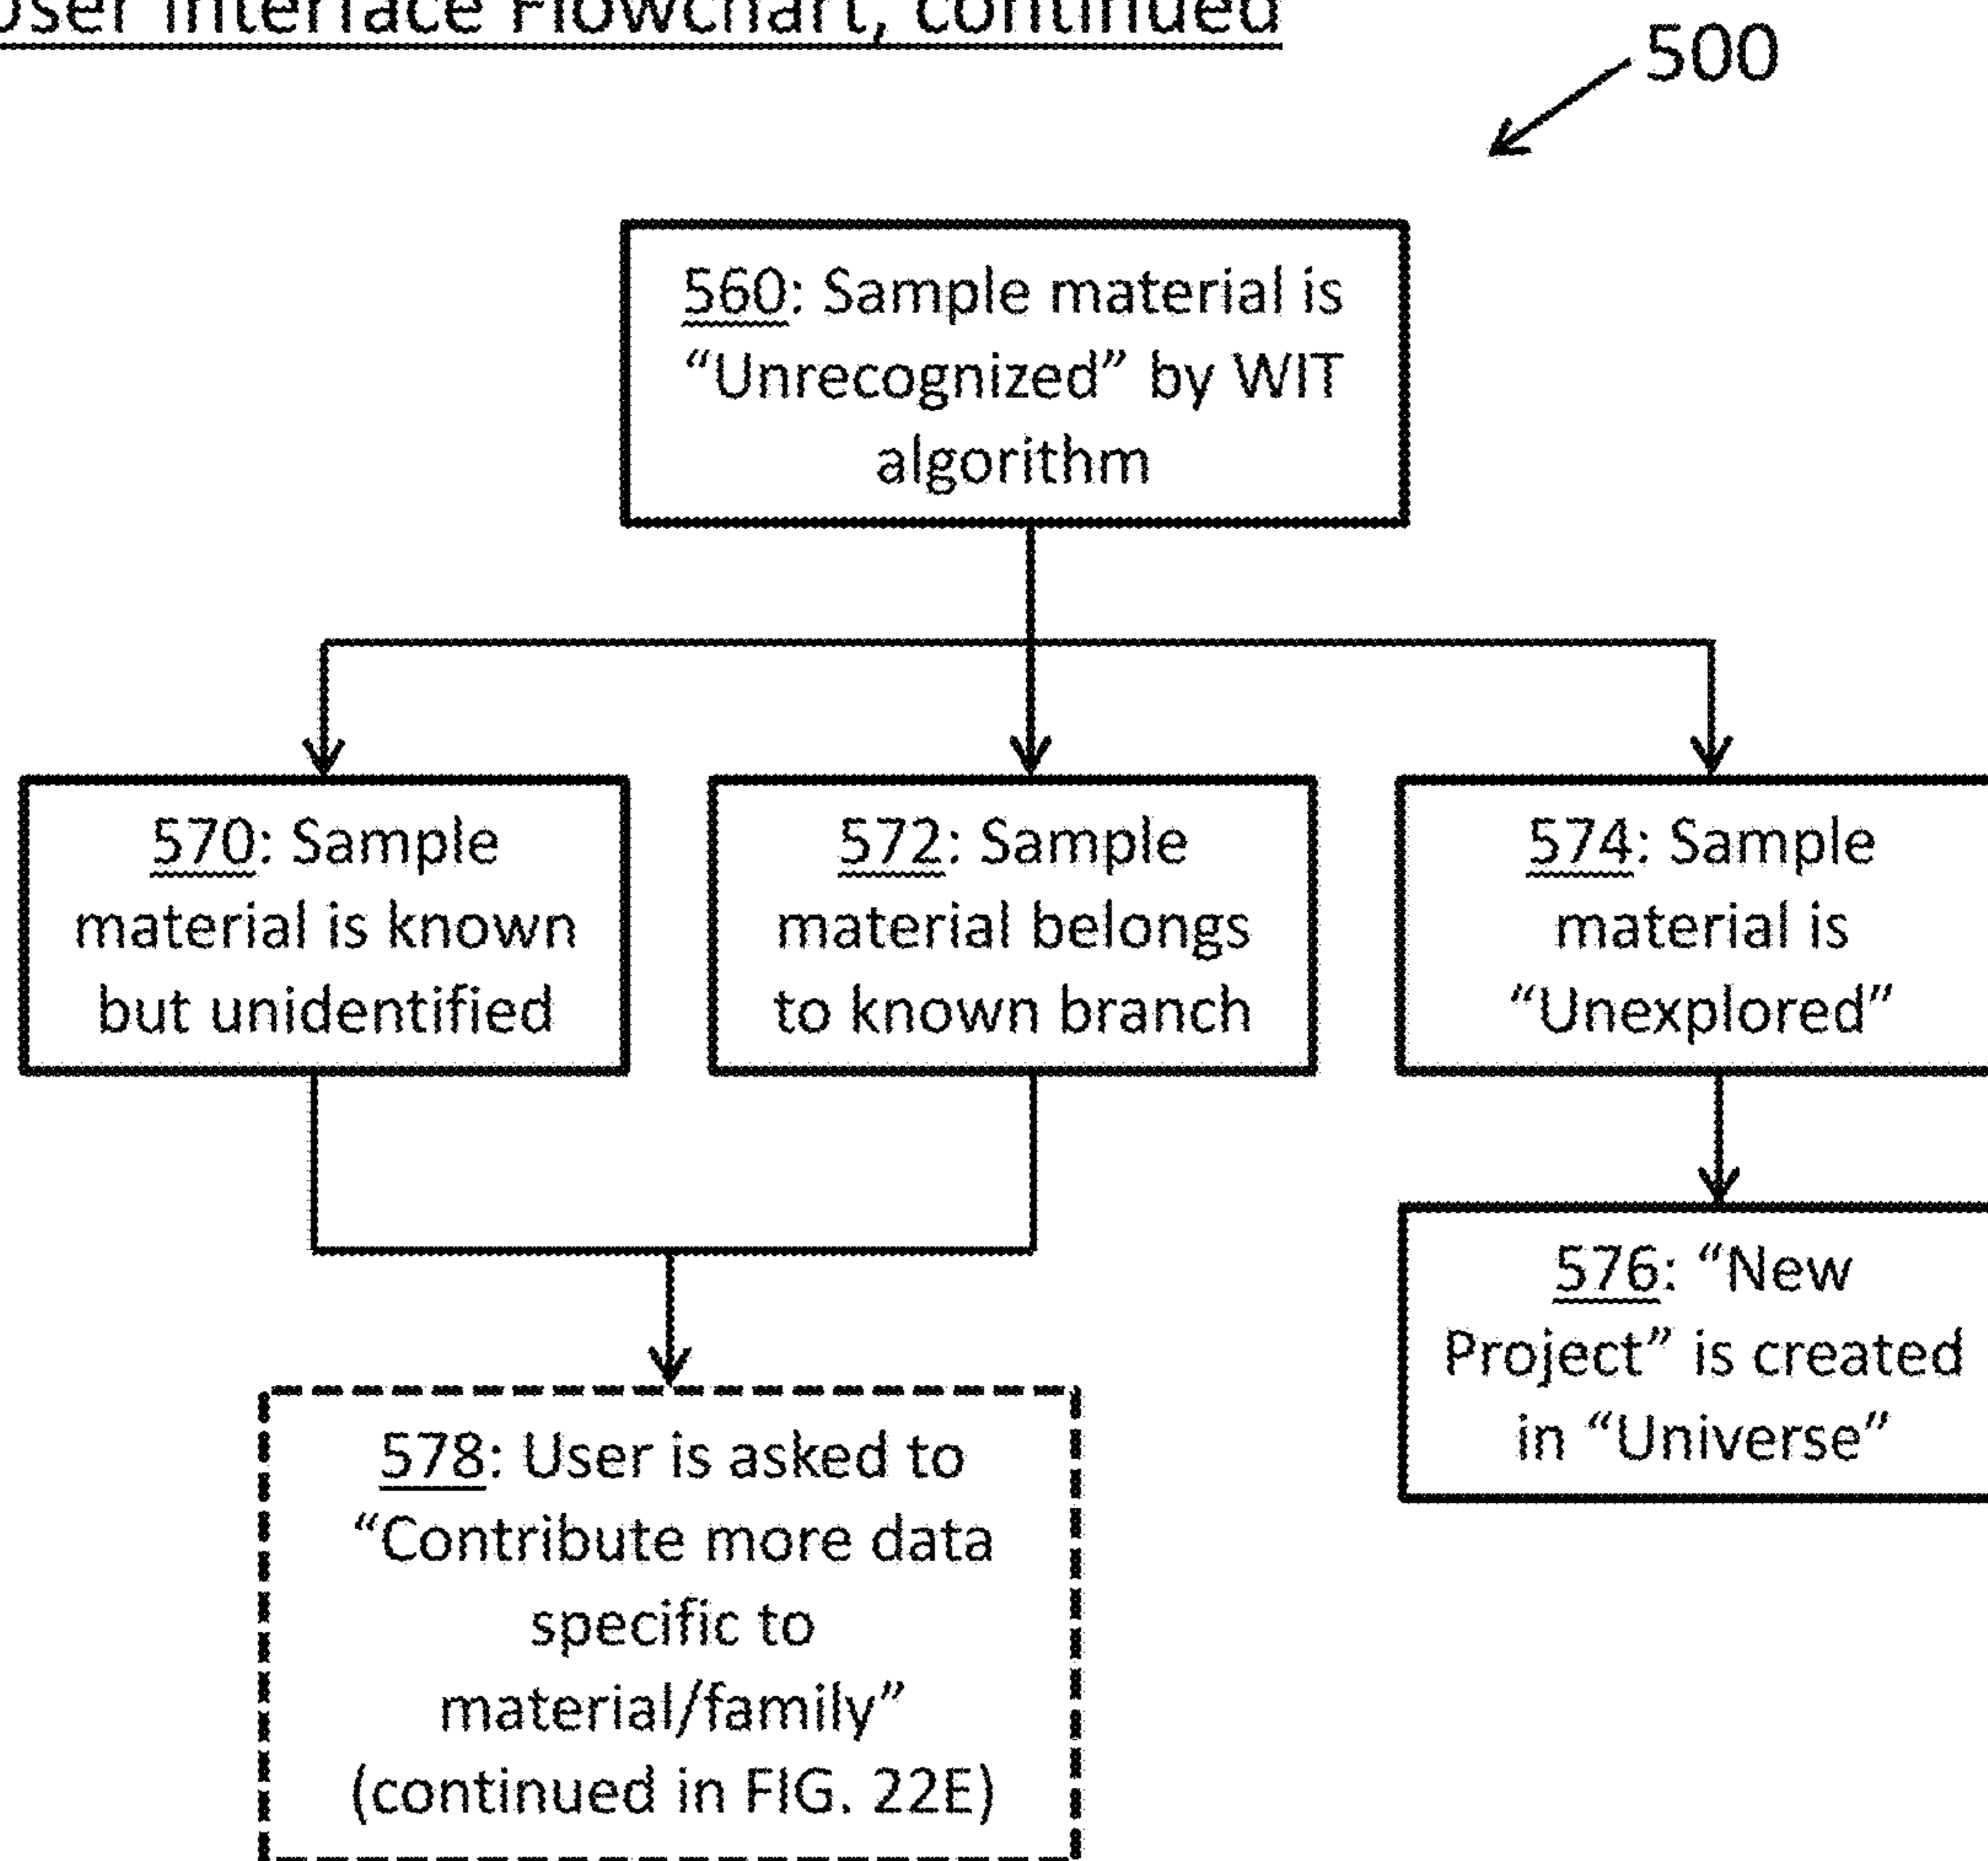 User Interface Flowchart, continued
500
560: Sample material is
“Unrecognized” by WIT
algorithm
570: Sample
material is known
but unidentified
572: Sample
material belongs
to known branch
574: Sample
material is
“Unexplored”
576: “New
Project” is created
in “Universe”
578: User is asked to
“Contribute more data
specific to
material/family”
(continued in FIG. 22E)